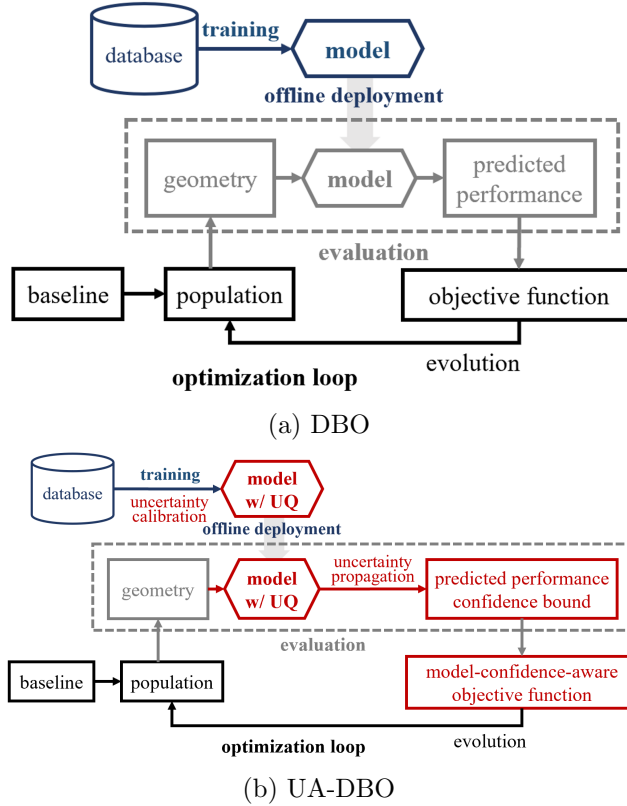 training
database
model
offline deployment
geometry
model
predicted
performance
evaluation
baseline
population
objective function
evolution
optimization loop
(a) DBO
training
database
uncertainty
calibration
model
w/ UQ
offline deployment
geometry
model
w/ UQ
uncertainty
propagation
predicted performance
confidence bound
evaluation
baseline
population
model-confidence-aware
objective function
optimization loop
evolution
(b) UA-DBO